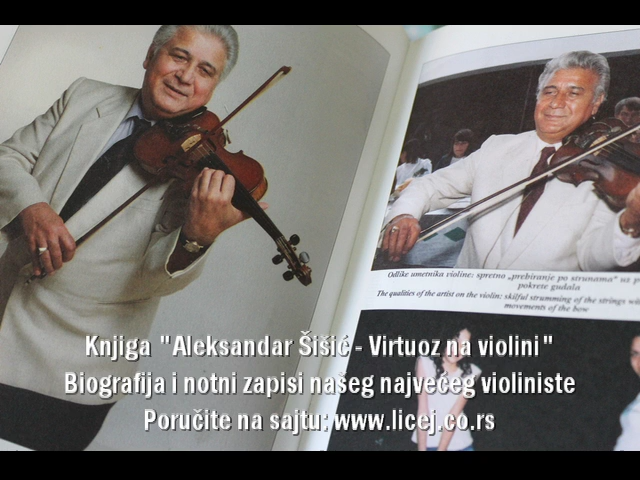 Odlike umetnika violine: spretno „prebiranje po strunama“ uz p
pokrete gudala
The qualities of the artist on the violin: skilful strumming of the strings w
movements of the bow
Knjiga "Aleksandar Šišić - Virtuoz na violini"
Biografija i notni zapisi našeg najvećeg violiniste
Poručite na sajtu: www.licej.co.rs